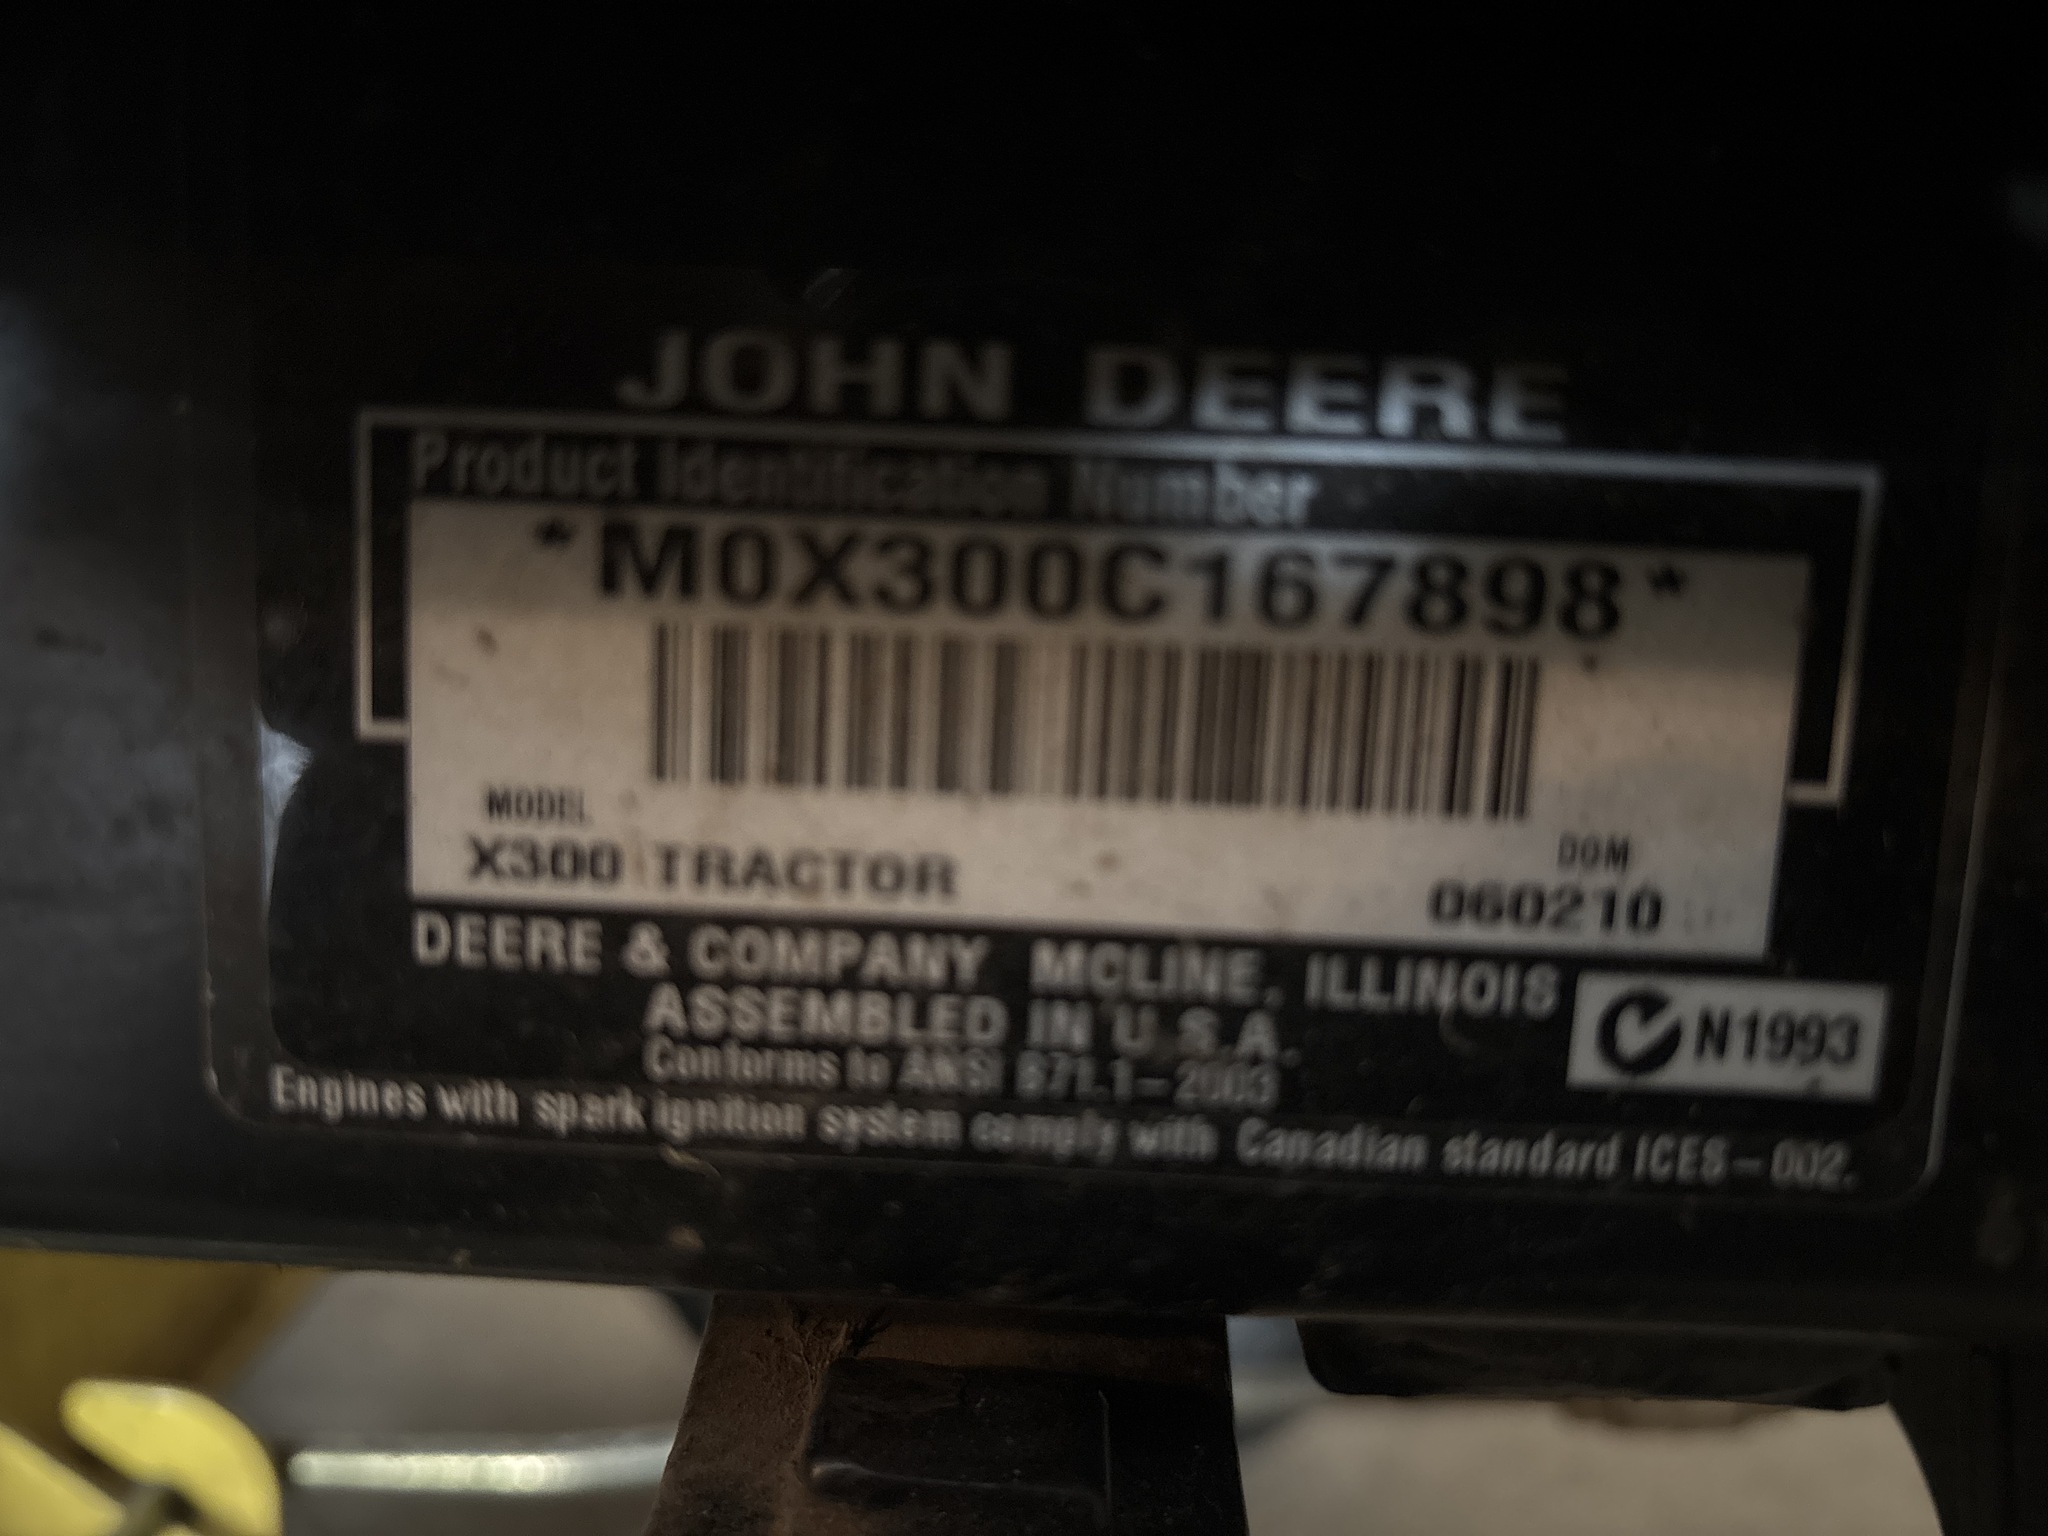 JOHN DEERE
Product Identification Number
*M0X300C167898*
MODEL
X300 TRACTOR
DOM
060210
DEERE & COMPANY MOLINE, ILLINOIS
ASSEMBLED IN U.S.A.
N1993
Conforms to ANSI B71.1-2003
Engines with spark ignition system comply with Canadian standard ICES-002.